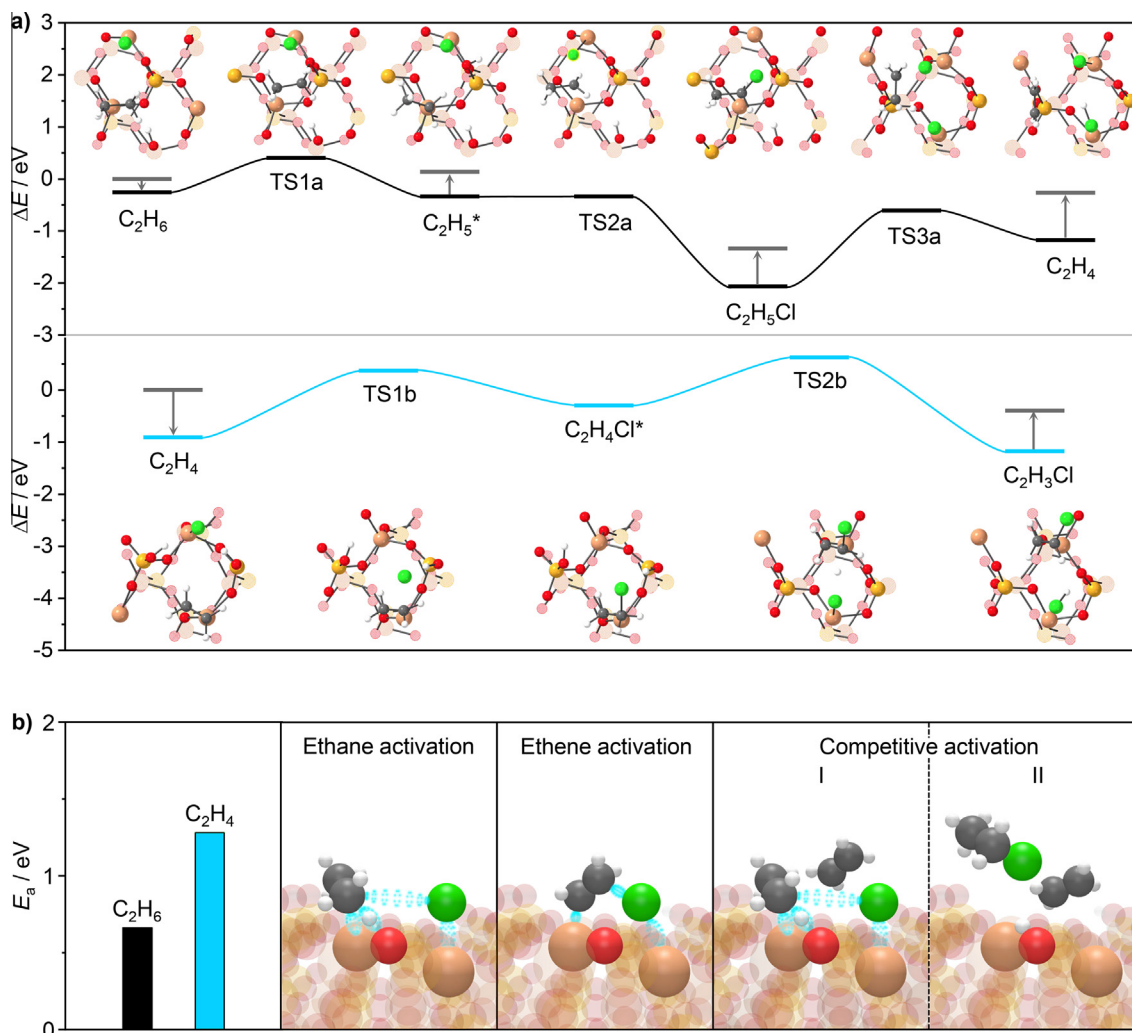 a)
3
2
1
0
-1
-2
-3
ΔE / eV
C₂H₆
TS1a
C₂H₅*
TS2a
C₂H₅Cl
TS3a
C₂H₄
0
-1
-2
-3
-4
-5
ΔE / eV
C₂H₄
TS1b
C₂H₄Cl*
TS2b
C₂H₃Cl
b)
2
1
0
Eₐ / eV
C₂H₆
C₂H₄
Ethane activation
Ethene activation
Competitive activation
I
II